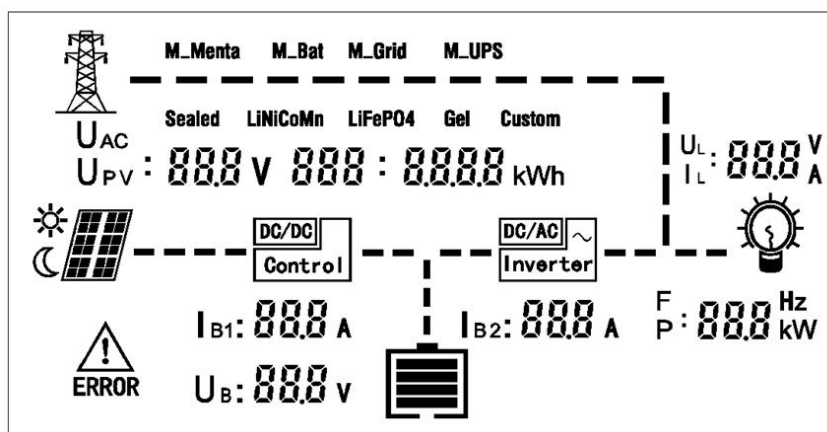 M_Menta M_Bat M_Grid M_UPS
Sealed LiNiCoMn LiFePO4 Gel Custom
UAC
UPV : 88.8 V 888 : 8.8.8.8 kWh
UL
IL : 88.8 V
A
DC/DC
Control
DC/AC ~
Inverter
IB1: 88.8 A
IB2: 88.8 A
F
P : 88.8 Hz
kW
ERROR
UB: 88.8 V